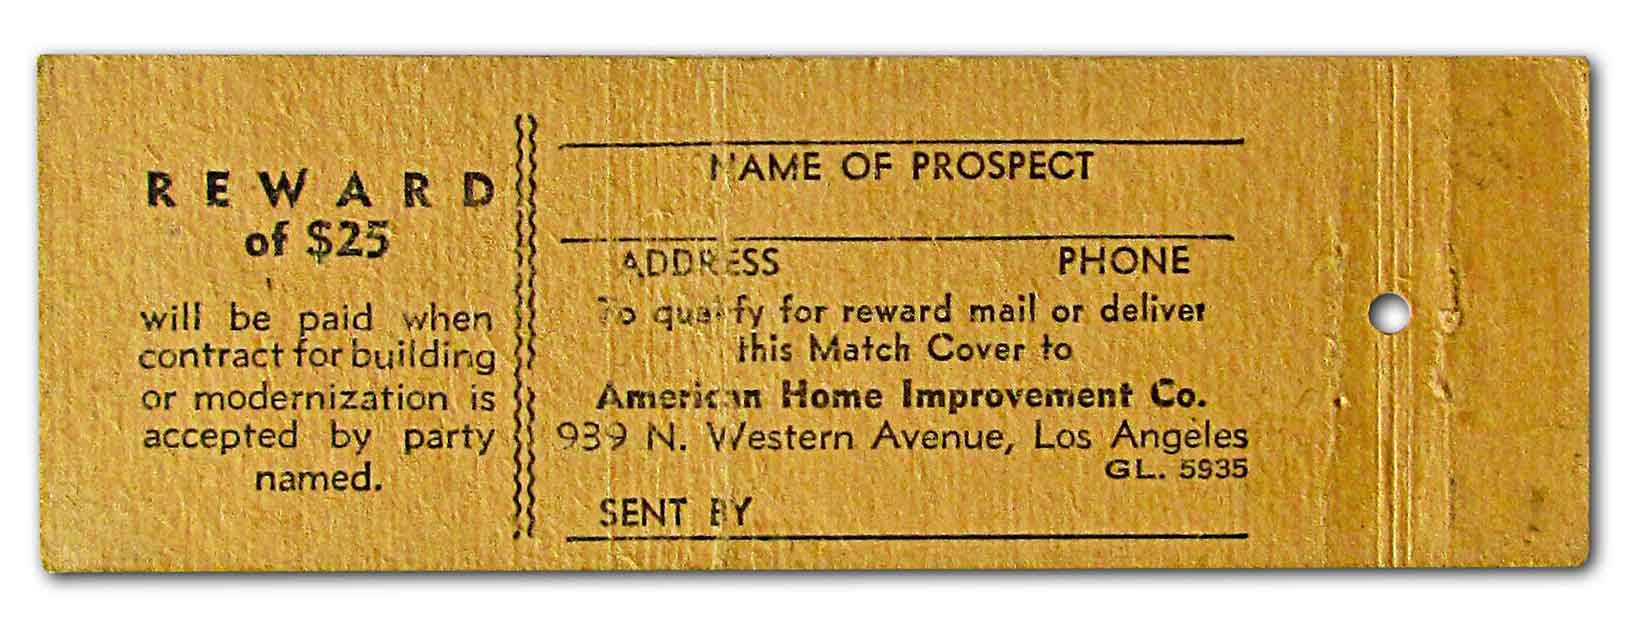 REWARD
of $25
will be paid when
contract for building
or modernization is
accepted by party
named.
NAME OF PROSPECT
ADDRESS PHONE
To qualify for reward mail or deliver
this Match Cover to
American Home Improvement Co.
939 N. Western Avenue, Los Angeles
GL. 5935
SENT BY